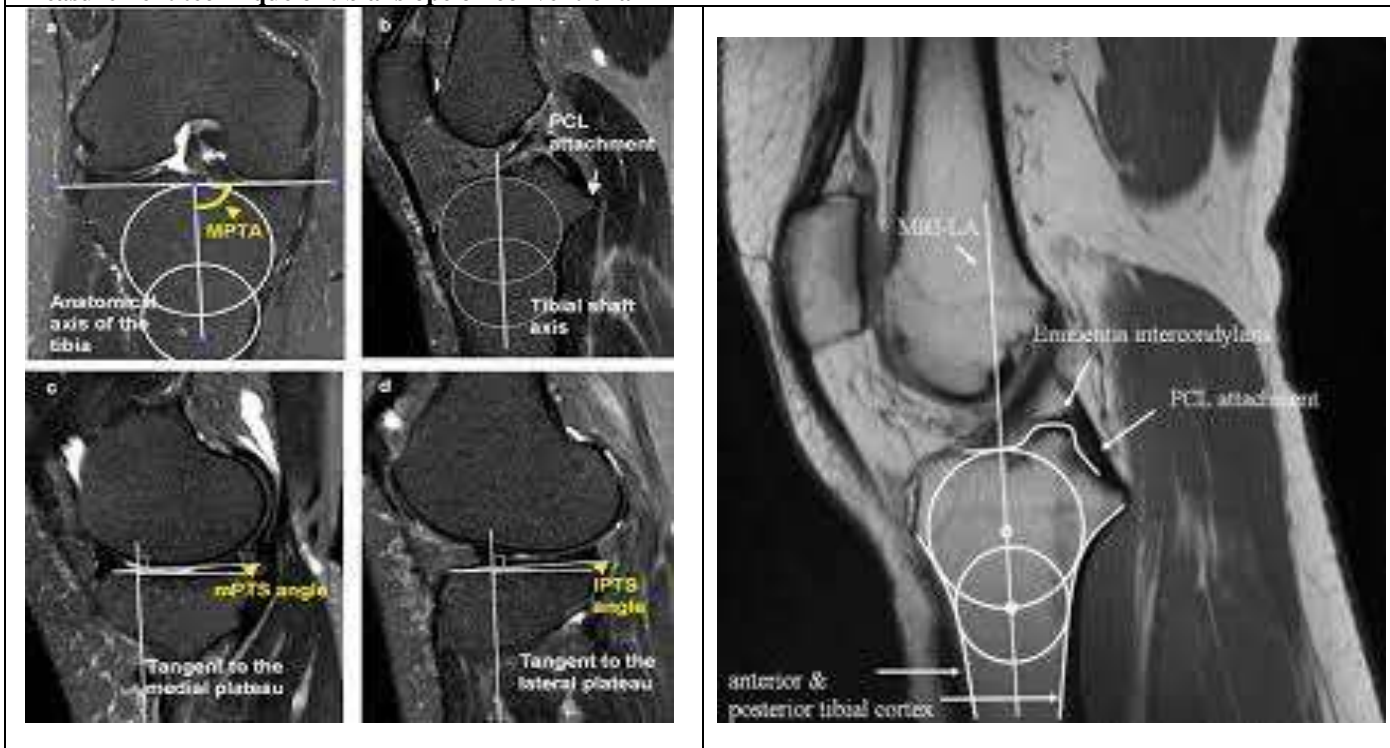 a
MPTA
Anatomical
axis of the
tibia
b
PCL
attachment
Tibial shaft
axis
c
mPTS angle
Tangent to the
medial plateau
d
lPTS
angle
Tangent to the
lateral plateau
MRI-LA
Eminentia intercondylaris
PCL attachment
anterior &
posterior tibial cortex